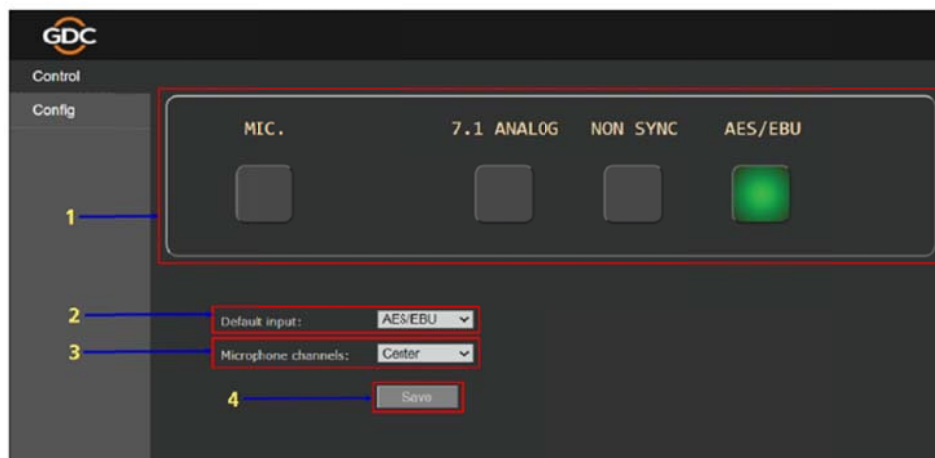 GDC
Control
Config
MIC. 7.1 ANALOG NON SYNC AES/EBU
1
2 Default input: AES/EBU
3 Microphone channels: Center
4 Save